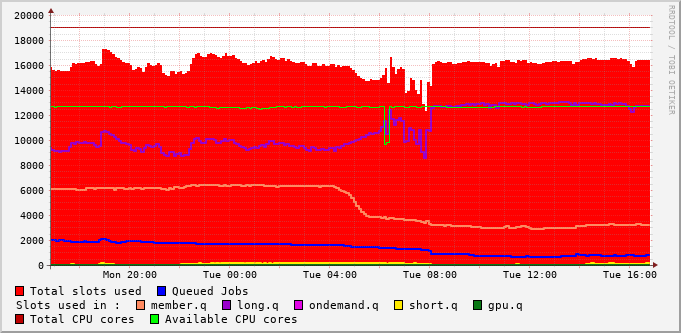 20000
18000
16000
14000
12000
10000
8000
6000
4000
2000
0
Mon 20:00 Tue 00:00 Tue 04:00 Tue 08:00 Tue 12:00 Tue 16:00
Total slots used Queued Jobs
Slots used in : member.q long.q ondemand.q short.q gpu.q
Total CPU cores Available CPU cores
RRDTOOL / TOBI OETIKER